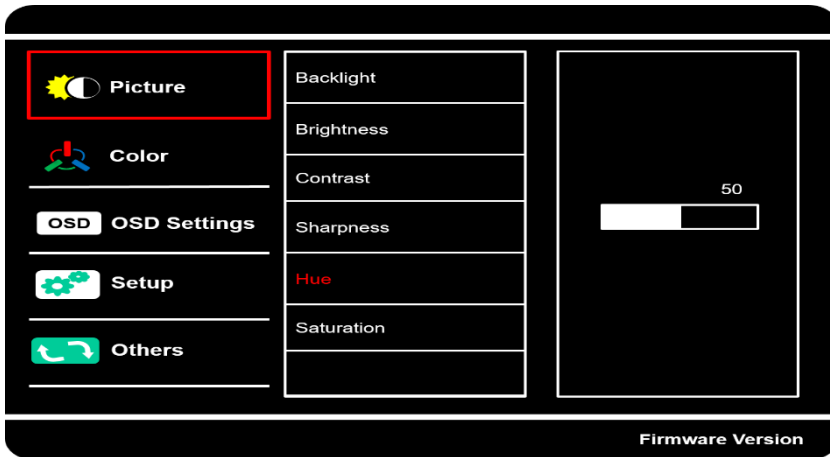 Picture
Color
OSD OSD Settings
Setup
Others
Backlight
Brightness
Contrast
Sharpness
Hue
Saturation
50
Firmware Version